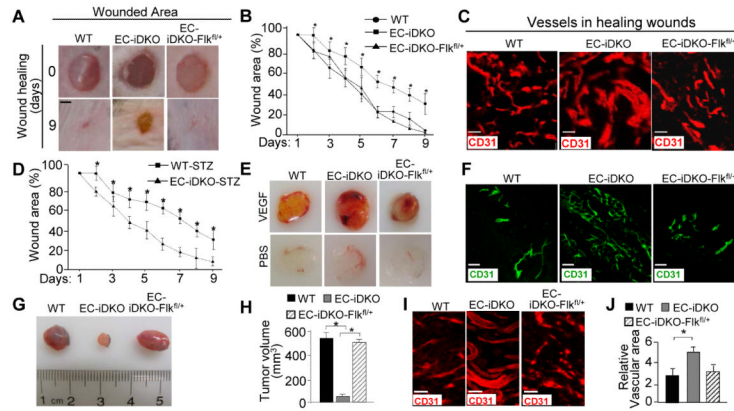 Wounded Area
A
WT
EC-iDKO
EC-
iDKO-Flk^fl/+
Wound healing
(days)
0
9
B
Wound area (%)
100
80
60
40
20
0
Days: 1 3 5 7 9
WT
EC-iDKO
EC-iDKO-Flk^fl/+
* * * * * * * *
C
Vessels in healing wounds
WT
EC-iDKO
EC-iDKO-Flk^fl/+
CD31
CD31
CD31
D
Wound area (%)
100
80
60
40
20
0
Days: 1 3 5 7 9
WT-STZ
EC-iDKO-STZ
* * * * * * * *
E
WT
EC-iDKO
EC-
iDKO-Flk^fl/+
VEGF
PBS
F
WT
EC-iDKO
EC-iDKO-Flk^fl/+
CD31
CD31
CD31
G
WT
EC-iDKO
EC-
iDKO-Flk^fl/+
1 cm 2 3 4 5
H
WT
EC-iDKO
EC-iDKO-Flk^fl/+
Tumor volume
(mm³)
600
400
200
0
* *
I
WT
EC-iDKO
EC-
iDKO-Flk^fl/+
CD31
CD31
CD31
J
WT
EC-iDKO
EC-iDKO-Flk^fl/+
Relative
Vascular area
6
4
2
0
*